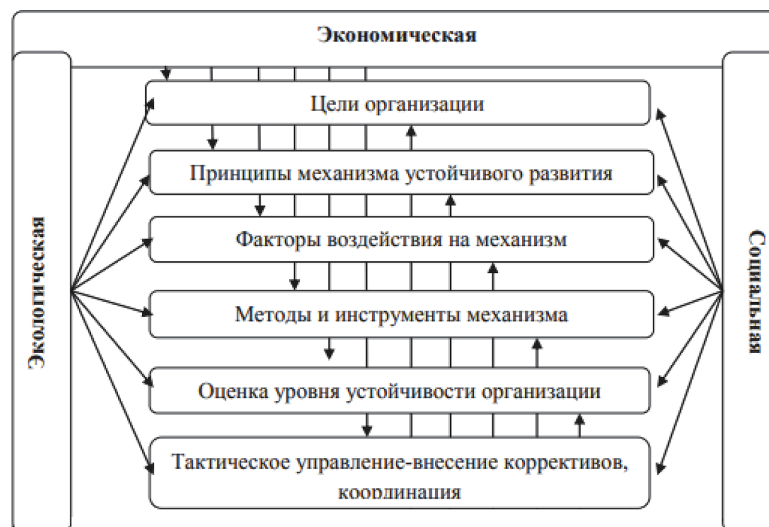 Экономическая
Экологическая
Цели организации
Принципы механизма устойчивого развития
Факторы воздействия на механизм
Методы и инструменты механизма
Оценка уровня устойчивости организации
Тактическое управление-внесение коррективов,
координация
Социальная